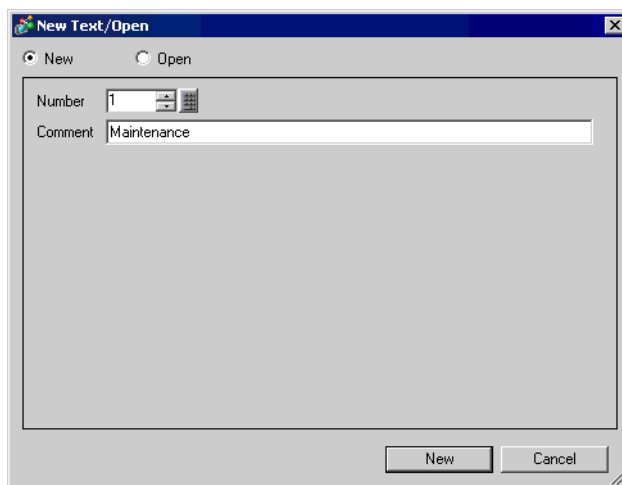 New Text/Open
New Open
Number 1
Comment Maintenance
New Cancel